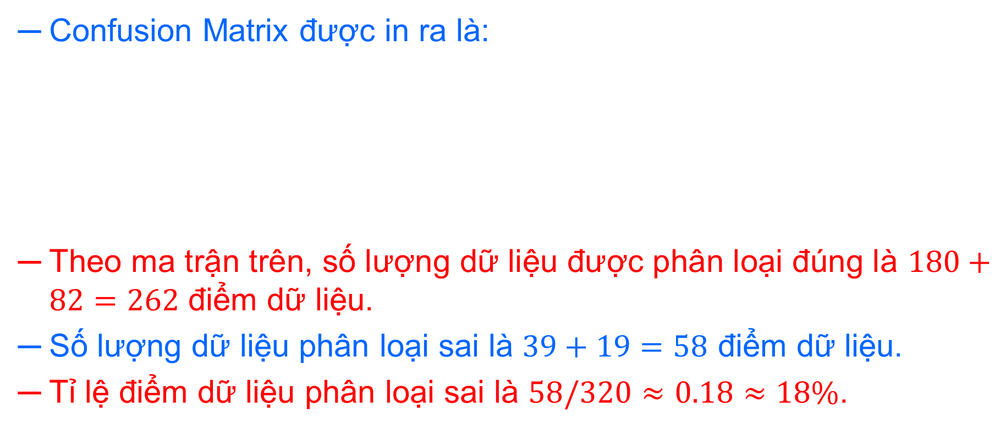 — Confusion Matrix được in ra là:
— Theo ma trận trên, số lượng dữ liệu được phân loại đúng là 180 +
82 = 262 điểm dữ liệu.
— Số lượng dữ liệu phân loại sai là 39 + 19 = 58 điểm dữ liệu.
— Tỉ lệ điểm dữ liệu phân loại sai là 58/320 ≈ 0.18 ≈ 18%.